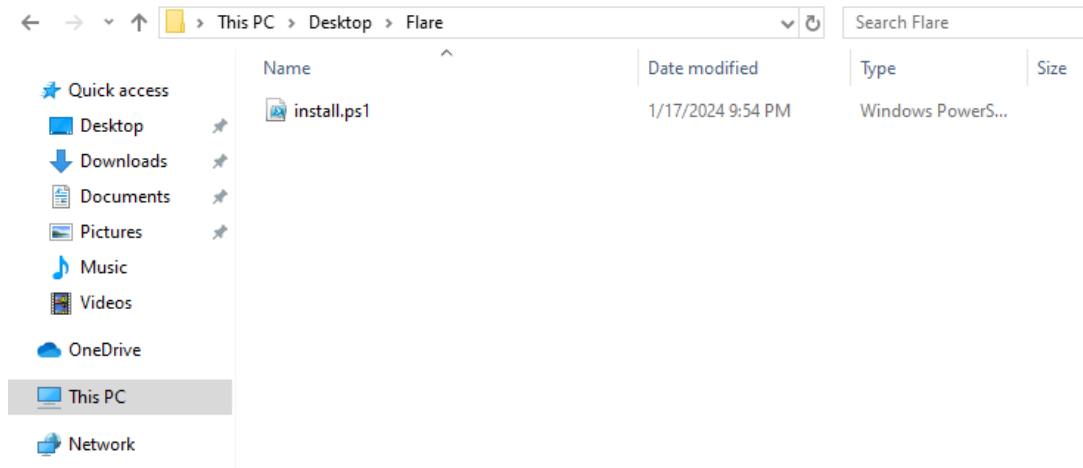 This PC > Desktop > Flare
Search Flare
Name
Date modified
Type
Size
Quick access
install.ps1
1/17/2024 9:54 PM
Windows PowerS...
Desktop
Downloads
Documents
Pictures
Music
Videos
OneDrive
This PC
Network